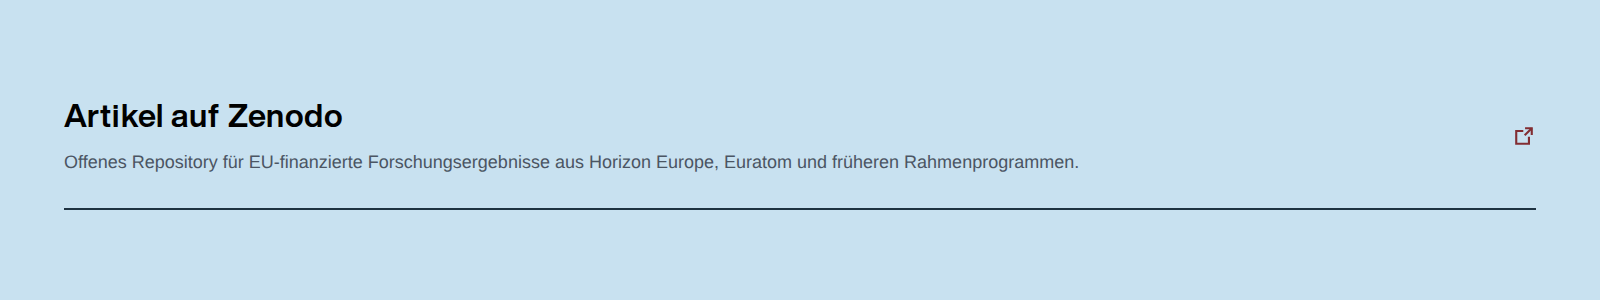 Artikel auf Zenodo
Offenes Repository für EU-finanzierte Forschungsergebnisse aus Horizon Europe, Euratom und früheren Rahmenprogrammen.